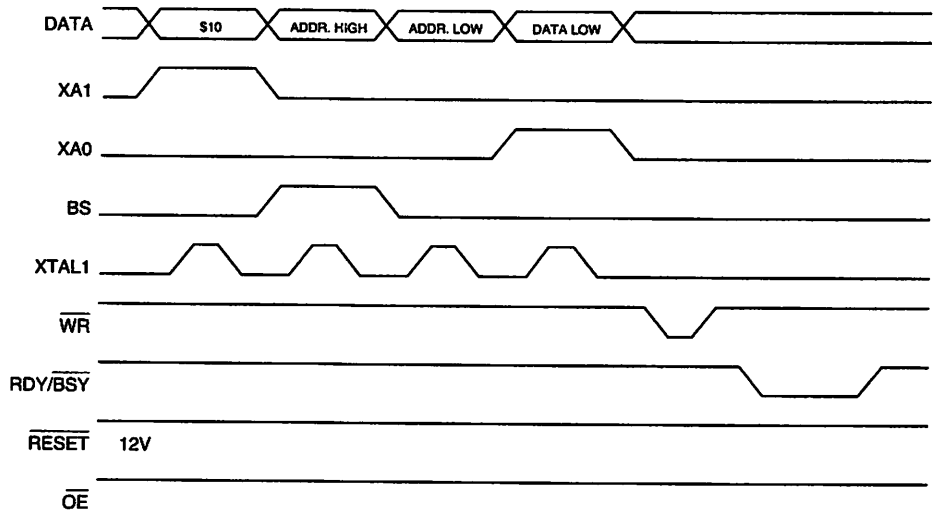 DATA $10 ADDR. HIGH ADDR. LOW DATA LOW
XA1
XA0
BS
XTAL1
WR
RDY/BSY
RESET 12V
OE